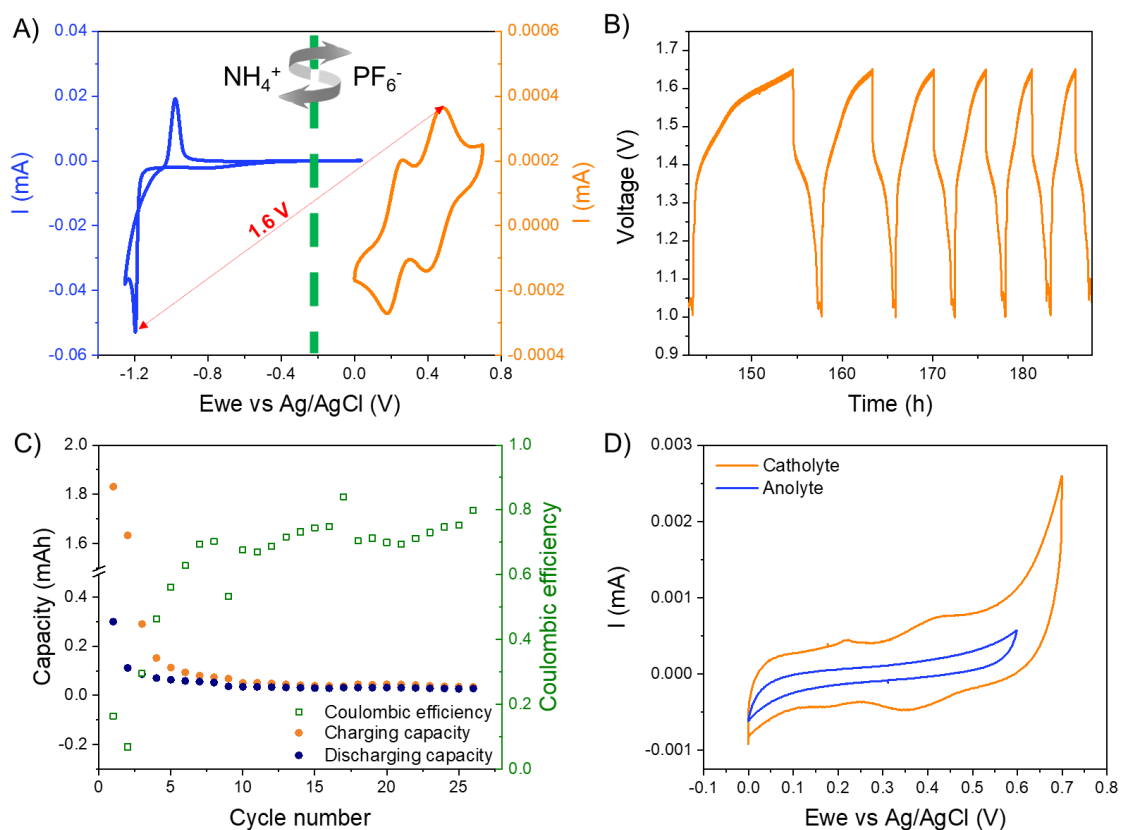 A)
0.04
0.02
0.00
-0.02
-0.04
-0.06
I (mA)
NH₄⁺
PF₆⁻
1.6 V
0.0006
0.0004
0.0002
0.0000
-0.0002
-0.0004
I (mA)
-1.2
-0.8
-0.4
0.0
0.4
0.8
Ewe vs Ag/AgCl (V)
B)
1.7
1.6
1.5
1.4
1.3
1.2
1.1
1.0
0.9
Voltage (V)
150
160
170
180
Time (h)
C)
2.0
1.8
1.6
0.4
0.2
0.0
-0.2
Capacity (mAh)
1.0
0.8
0.6
0.4
0.2
0.0
Coulombic efficiency
Coulombic efficiency
Charging capacity
Discharging capacity
0
5
10
15
20
25
Cycle number
D)
Catholyte
Anolyte
0.003
0.002
0.001
0.000
-0.001
I (mA)
-0.1
0.0
0.1
0.2
0.3
0.4
0.5
0.6
0.7
0.8
Ewe vs Ag/AgCl (V)